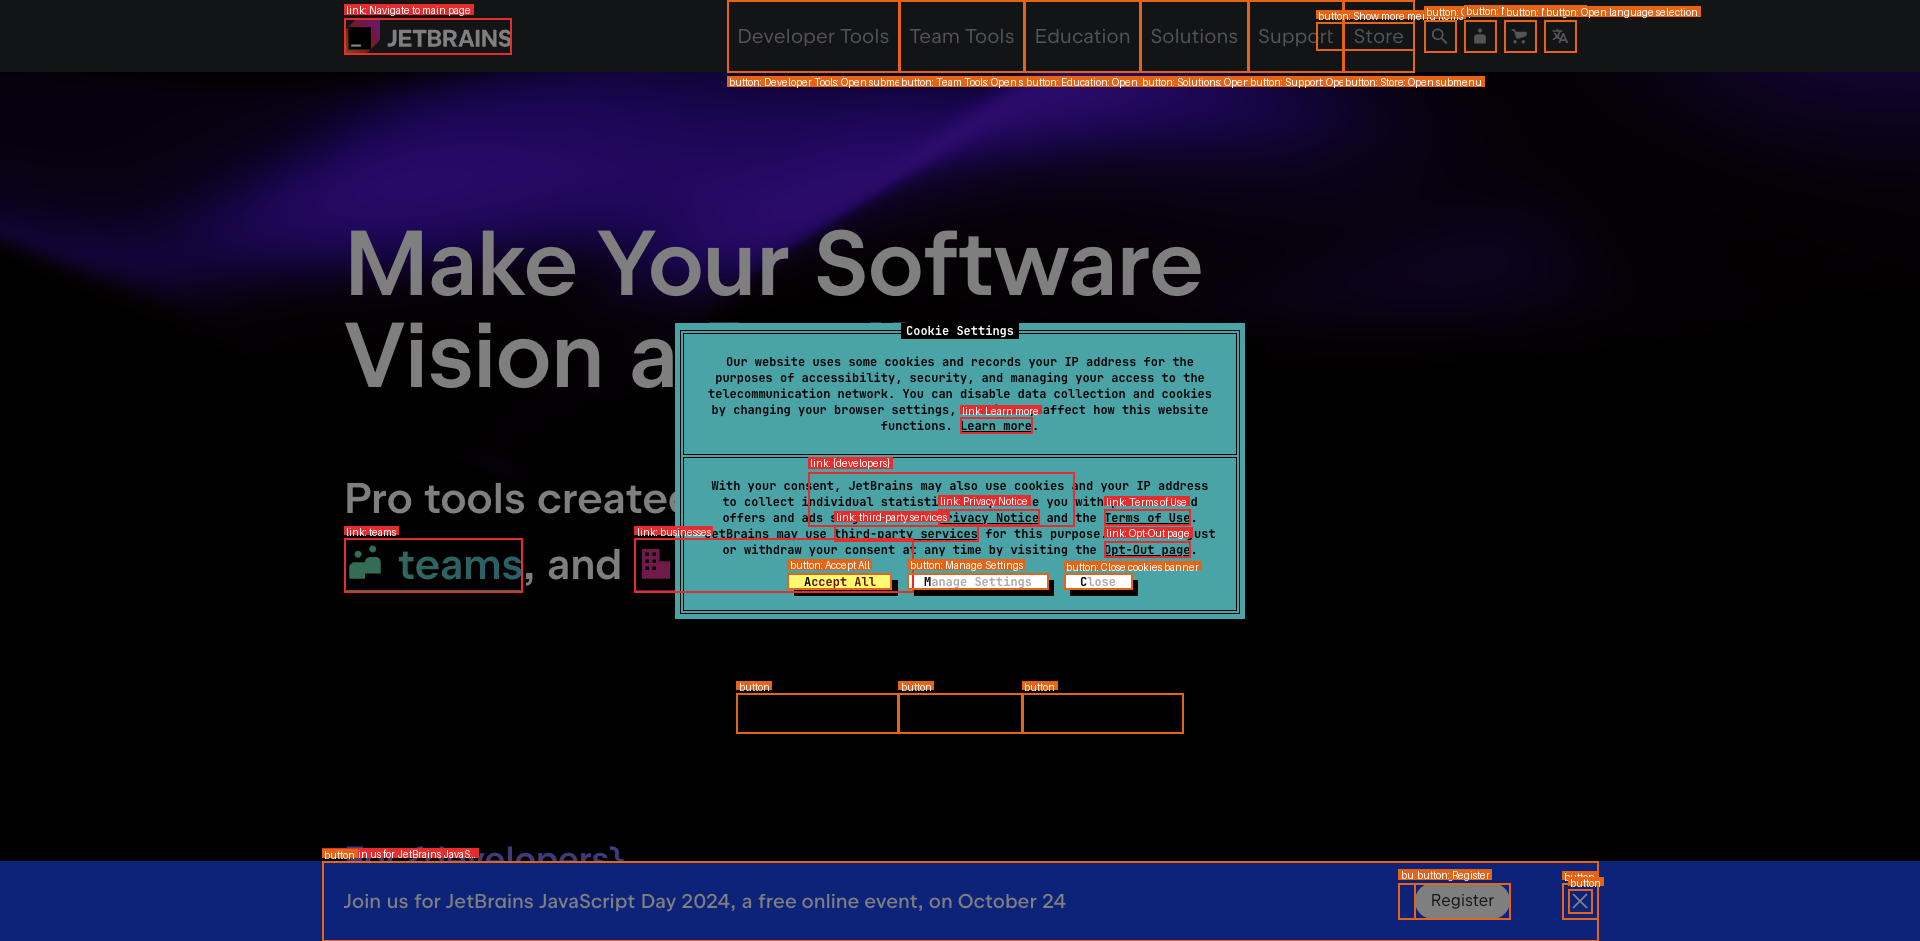 link: Navigate to main page
JETBRAINS
Developer Tools
Team Tools
Education
Solutions
Support
Store
button: Show more menu items
button: Open language selection
button: Developer Tools: Open subme
button: Team Tools: Open s
button: Education: Open
button: Solutions: Open
button: Support: Ope
button: Store: Open submenu
Make Your Software
Vision a
Cookie Settings
Our website uses some cookies and records your IP address for the
purposes of accessibility, security, and managing your access to the
telecommunication network. You can disable data collection and cookies
by changing your browser settings, affect how this website
link: Learn more
functions. Learn more.
link: {developers}
With your consent, JetBrains may also use cookies and your IP address
to collect individual statisti you with
link: Privacy Notice
link: Terms of Use
offers and ads and the Terms of Use.
link: third-party services
JetBrains may use third-party services for this purpose.
link: Opt-Out page
or withdraw your consent at any time by visiting the Opt-Out page.
button: Accept All
button: Manage Settings
button: Close cookies banner
Accept All
Manage Settings
Close
Pro tools create
link: teams
link: businesses
teams, and
button
button
button
link: Join us for JetBrains JavaS...
button
Join us for JetBrains JavaScript Day 2024, a free online event, on October 24
button: Register
Register
button
button